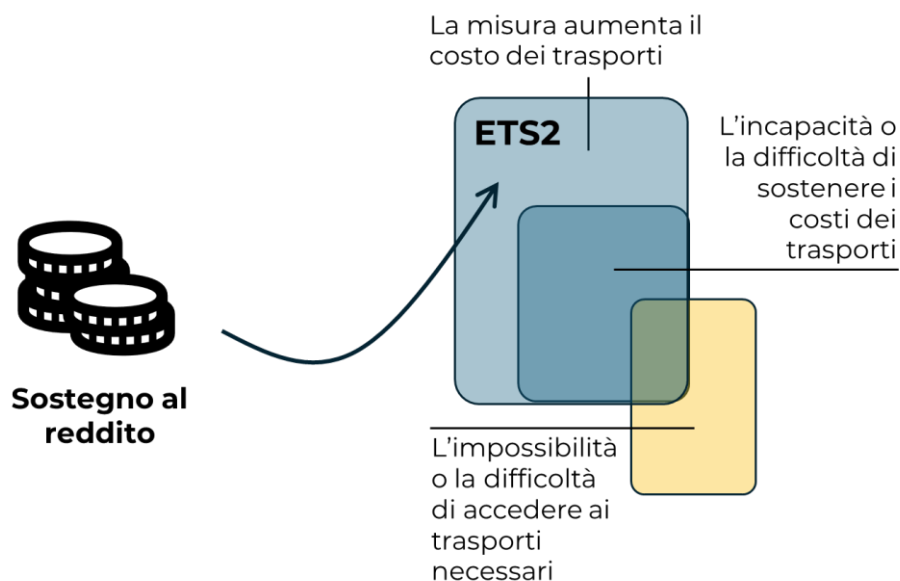 La misura aumenta il
costo dei trasporti
ETS2
L'incapacità o
la difficoltà di
sostenere i
costi dei
trasporti
Sostegno al
reddito
L'impossibilità
o la difficoltà
di accedere ai
trasporti
necessari